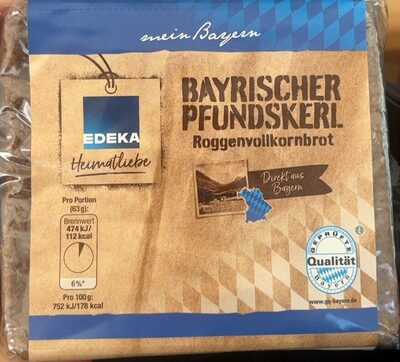 mein Bayern
EDEKA
Heimatliebe
BAYRISCHER
PFUNDSKERL
Roggenvollkornbrot
Direkt aus
Bayern
Pro Portion
(63g):
Brennwert
474 kJ/
112 kcal
6%*
Pro 100g:
752 kJ/178 kcal
GEPRÜFTE
Qualität
Bayern
www.gq-bayern.de